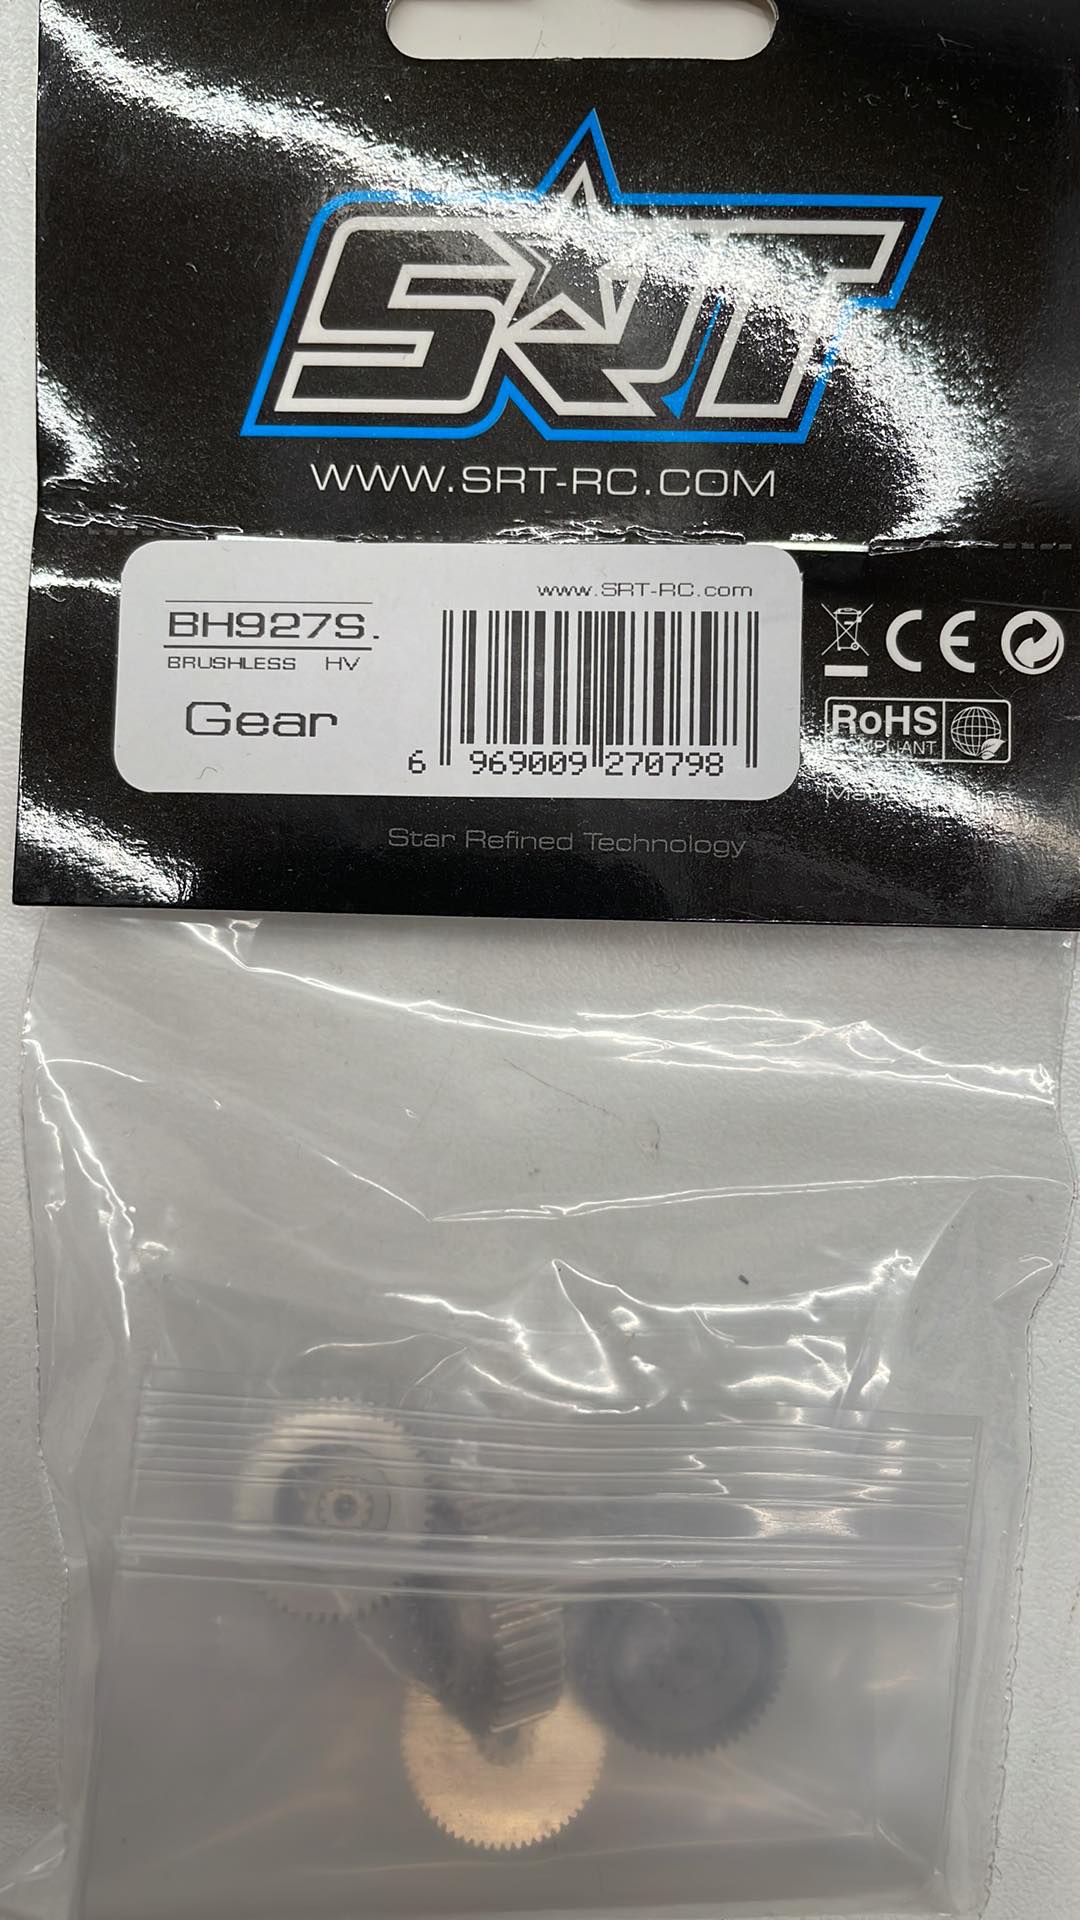 SRT
WWW.SRT-RC.COM
www.SRT-RC.com
BH927S.
BRUSHLESS HV
Gear
6 969009 270798
CE
RoHS
COMPLIANT
Star Refined Technology